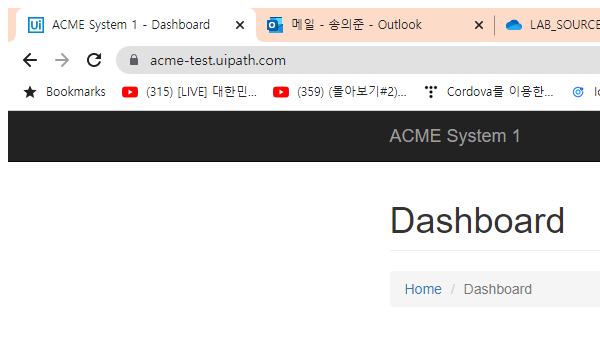 Ui ACME System 1 - Dashboard
메일 - 송의준 - Outlook
LAB_SOURCE
acme-test.uipath.com
Bookmarks
(315) [LIVE] 대한민...
(359) (몰아보기#2)...
Cordova를 이용한...
ACME System 1
Dashboard
Home / Dashboard